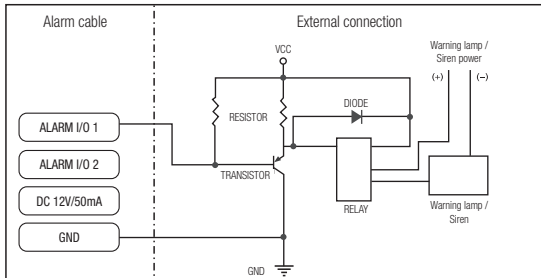 Alarm cable
External connection
VCC
Warning lamp /
Siren power
(+)
(−)
DIODE
RESISTOR
ALARM I/O 1
ALARM I/O 2
TRANSISTOR
DC 12V/50mA
RELAY
Warning lamp /
Siren
GND
GND